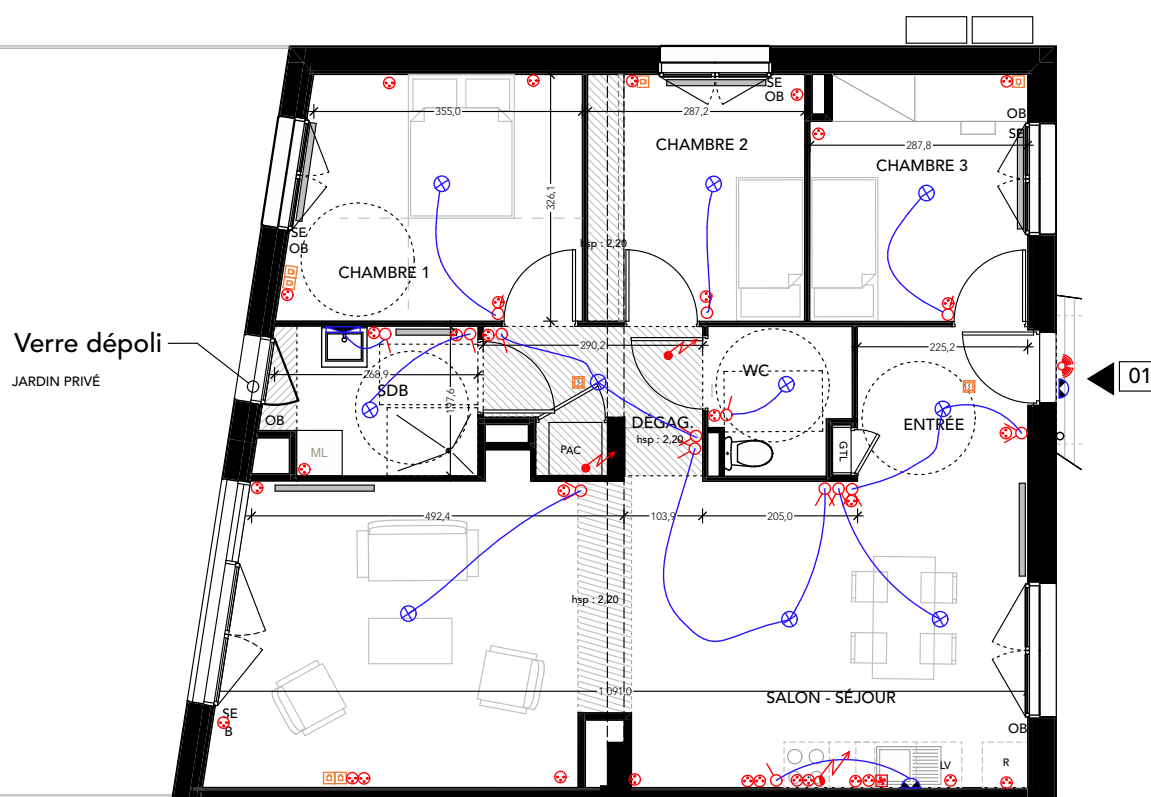 SE
OB
OB
SE
355,0
287,2
287,8
CHAMBRE 2
CHAMBRE 3
326,1
SE
OB
hsp : 2,20
CHAMBRE 1
Verre dépoli
JARDIN PRIVÉ
290,2
225,2
268,9
SDB
197,6
WC
01
OB
DEGAG.
hsp : 2,20
ENTRÉE
ML
PAC
GTL
492,4
103,9
205,0
hsp : 2,20
1 091,0
SALON - SÉJOUR
SE
B
OB
LV
R